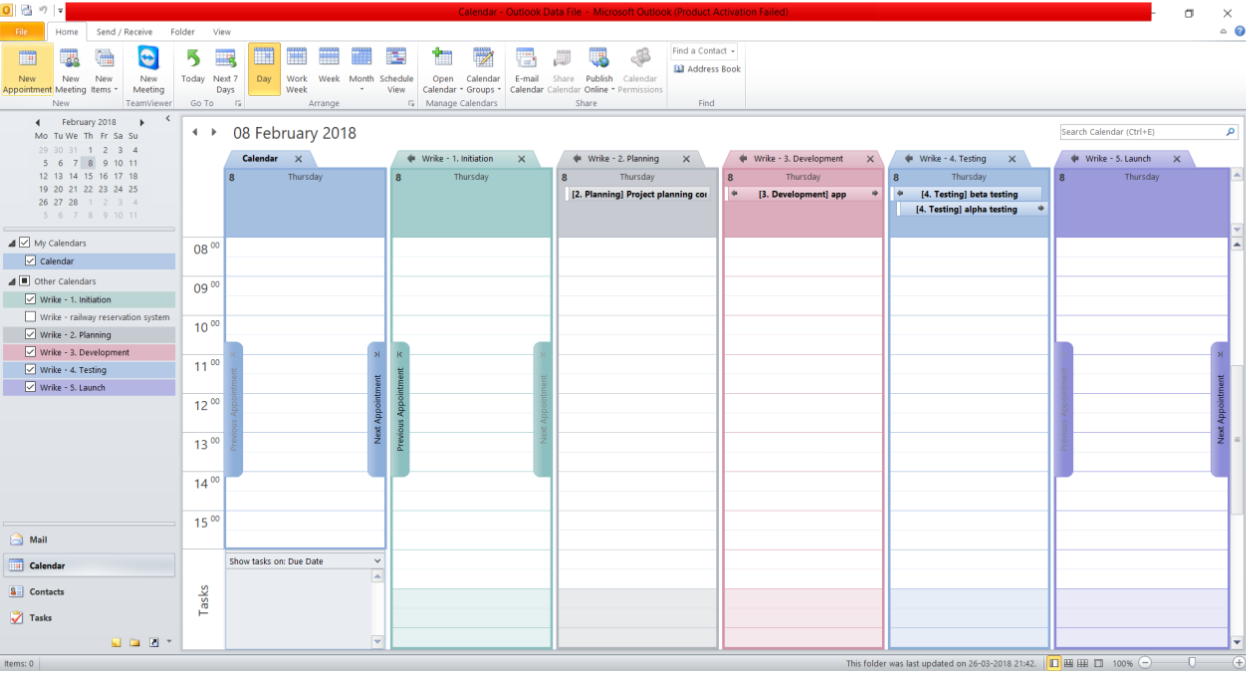 Calendar - Outlook Data File - Microsoft Outlook (Product Activation Failed)
File Home Send / Receive Folder View
New Appointment
New Meeting
New Items
New Meeting
Today
Next 7 Days
Day
Work Week
Week
Month
Schedule View
Open Calendar
Calendar Groups
E-mail Calendar
Share Calendar
Publish Online
Calendar Permissions
Find a Contact
Address Book
New TeamViewer Go To Arrange Manage Calendars Share Find
February 2018
Mo Tu We Th Fr Sa Su
29 30 31 1 2 3 4
5 6 7 8 9 10 11
12 13 14 15 16 17 18
19 20 21 22 23 24 25
26 27 28 1 2 3 4
5 6 7 8 9 10 11
My Calendars
Calendar
Other Calendars
Wrike - 1. Initiation
Wrike - railway reservation system
Wrike - 2. Planning
Wrike - 3. Development
Wrike - 4. Testing
Wrike - 5. Launch
Mail
Calendar
Contacts
Tasks
08 February 2018
Search Calendar (Ctrl+E)
Calendar Wrike - 1. Initiation Wrike - 2. Planning Wrike - 3. Development Wrike - 4. Testing Wrike - 5. Launch
8 Thursday 8 Thursday 8 Thursday 8 Thursday 8 Thursday 8 Thursday
[2. Planning] Project planning cor [3. Development] app [4. Testing] beta testing
[4. Testing] alpha testing
08 00
09 00
10 00
11 00
12 00
13 00
14 00
15 00
Previous Appointment
Next Appointment
Previous Appointment
Next Appointment
Previous Appointment
Next Appointment
Tasks
Show tasks on: Due Date
Items: 0
This folder was last updated on 26-03-2018 21:42.
100%